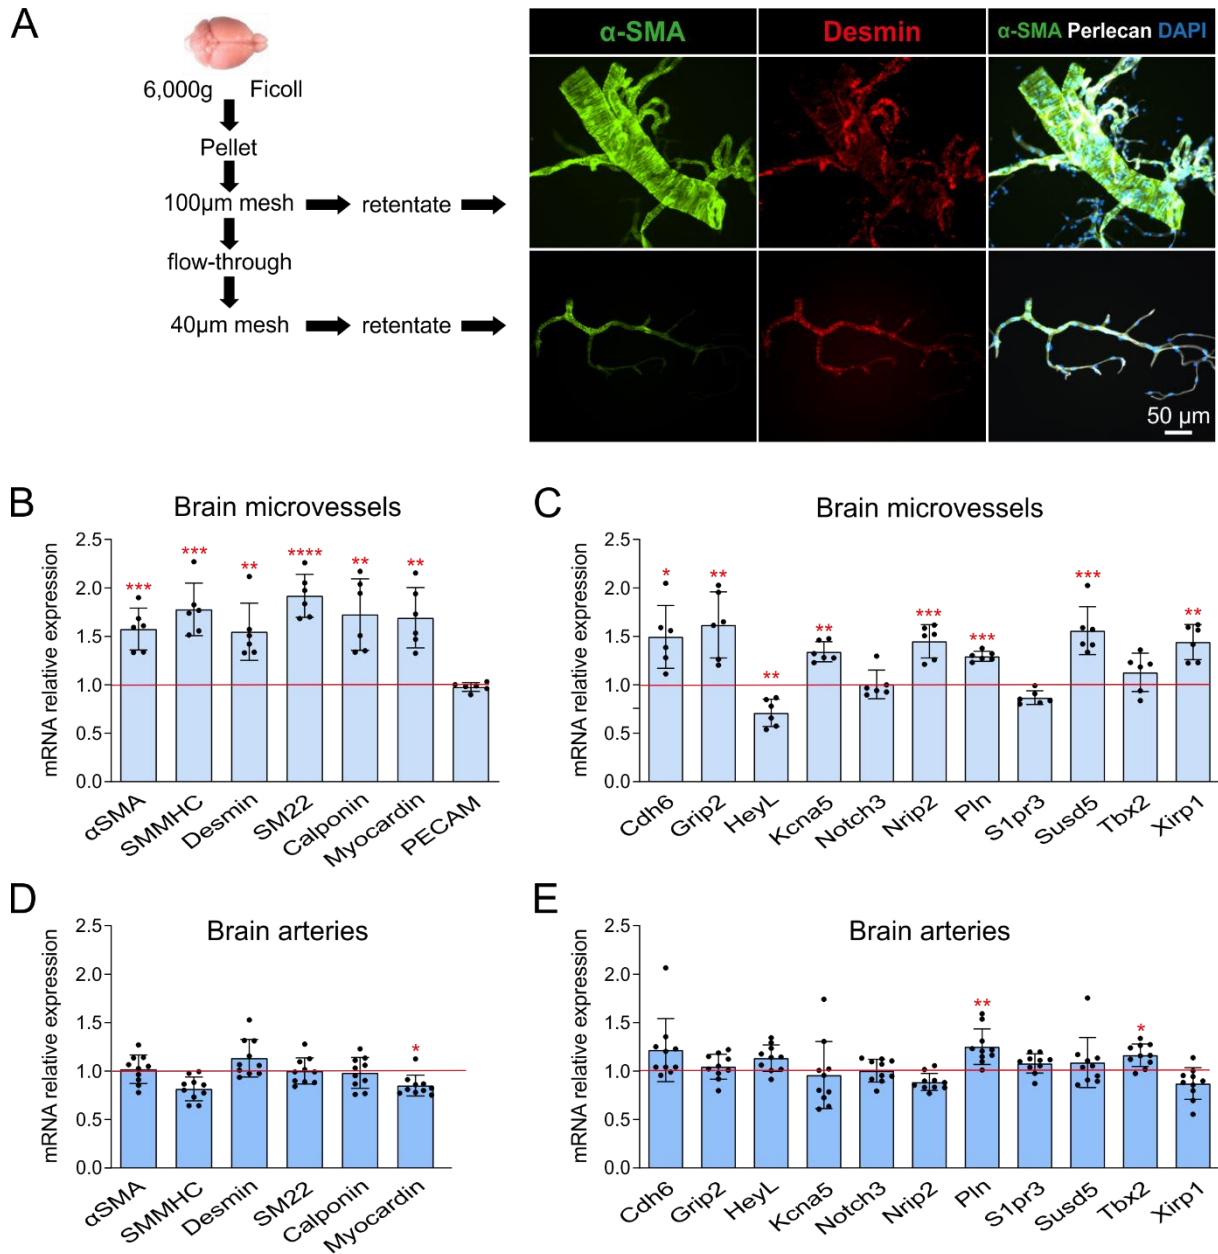 A
6,000g Ficoll
Pellet
100µm mesh retentate
flow-through
40µm mesh retentate
α-SMA Desmin α-SMA Perlecan DAPI
50 µm
B
Brain microvessels
mRNA relative expression
2.5
2.0
1.5
1.0
0.5
0.0
*** *** ** **** ** **
αSMA SMMHC Desmin SM22 Calponin Myocardin PECAM
C
Brain microvessels
mRNA relative expression
2.5
2.0
1.5
1.0
0.5
0.0
* ** ** ** *** *** *** **
Cdh6 Grip2 HeyL Kcna5 Notch3 Nrip2 Pln S1pr3 Susd5 Tbx2 Xirp1
D
Brain arteries
mRNA relative expression
2.5
2.0
1.5
1.0
0.5
0.0
*
αSMA SMMHC Desmin SM22 Calponin Myocardin
E
Brain arteries
mRNA relative expression
2.5
2.0
1.5
1.0
0.5
0.0
** *
Cdh6 Grip2 HeyL Kcna5 Notch3 Nrip2 Pln S1pr3 Susd5 Tbx2 Xirp1